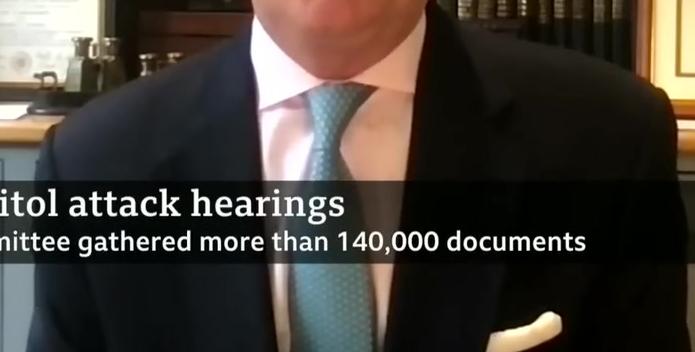 itol attack hearings
mittee gathered more than 140,000 documents